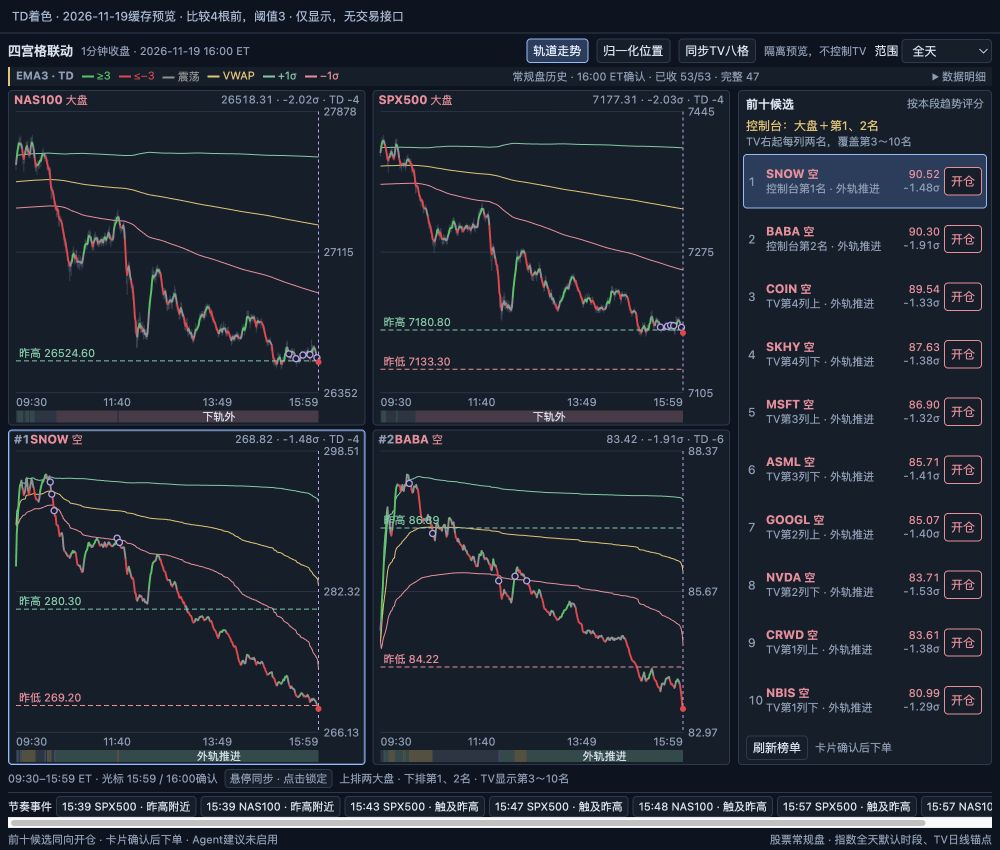 TD着色 · 2026-11-19缓存预览 · 比较4根前，阈值3 · 仅显示，无交易接口
四宫格联动 1分钟收盘 · 2026-11-19 16:00 ET 轨道走势 归一化位置 同步TV八格 隔离预览，不控制TV 范围 全天
EMA3 · TD ≥3 ≤−3 震荡 VWAP +1σ −1σ 常规盘历史 · 16:00 ET确认 · 已收 53/53 · 完整 47 ▶数据明细
NAS100 大盘 26518.31 · -2.02σ · TD -4
27878
27115
昨高 26524.60
26352
09:30 11:40 13:49 15:59
下轨外
SPX500 大盘 7177.31 · -2.03σ · TD -4
7445
7275
昨高 7180.80
昨低 7133.30
7105
09:30 11:40 13:49 15:59
下轨外
#1SNOW 空 268.82 · -1.48σ · TD -4
298.51
282.32
昨高 280.30
昨低 269.20
266.13
09:30 11:40 13:49 15:59
外轨推进
#2BABA 空 83.42 · -1.91σ · TD -6
88.37
昨高 86.89
85.67
昨低 84.22
82.97
09:30 11:40 13:49 15:59
外轨推进
前十候选 按本段趋势评分
控制台：大盘＋第1、2名
TV右起每列两名，覆盖第3～10名
1 SNOW 空 90.52 开仓
控制台第1名 · 外轨推进 -1.48σ
2 BABA 空 90.30 开仓
控制台第2名 · 外轨推进 -1.91σ
3 COIN 空 89.54 开仓
TV第4列上 · 外轨推进 -1.33σ
4 SKHY 空 87.63 开仓
TV第4列下 · 外轨推进 -1.38σ
5 MSFT 空 86.90 开仓
TV第3列上 · 外轨推进 -1.32σ
6 ASML 空 85.71 开仓
TV第3列下 · 外轨推进 -1.41σ
7 GOOGL 空 85.07 开仓
TV第2列上 · 外轨推进 -1.40σ
8 NVDA 空 83.71 开仓
TV第2列下 · 外轨推进 -1.53σ
9 CRWD 空 83.61 开仓
TV第1列上 · 外轨推进 -1.38σ
10 NBIS 空 80.99 开仓
TV第1列下 · 外轨推进 -1.29σ
刷新榜单 卡片确认后下单
09:30–15:59 ET · 光标 15:59 / 16:00确认 悬停同步 · 点击锁定 上排两大盘 · 下排第1、2名 · TV显示第3～10名
节奏事件 15:39 SPX500 · 昨高附近 15:39 NAS100 · 昨高附近 15:43 SPX500 · 触及昨高 15:47 SPX500 · 触及昨高 15:48 NAS100 · 触及昨高 15:57 SPX500 · 触及昨高 15:57 NAS10
前十候选同向开仓 · 卡片确认后下单 · Agent建议未启用 股票常规盘 · 指数全天默认时段、TV日线锚点